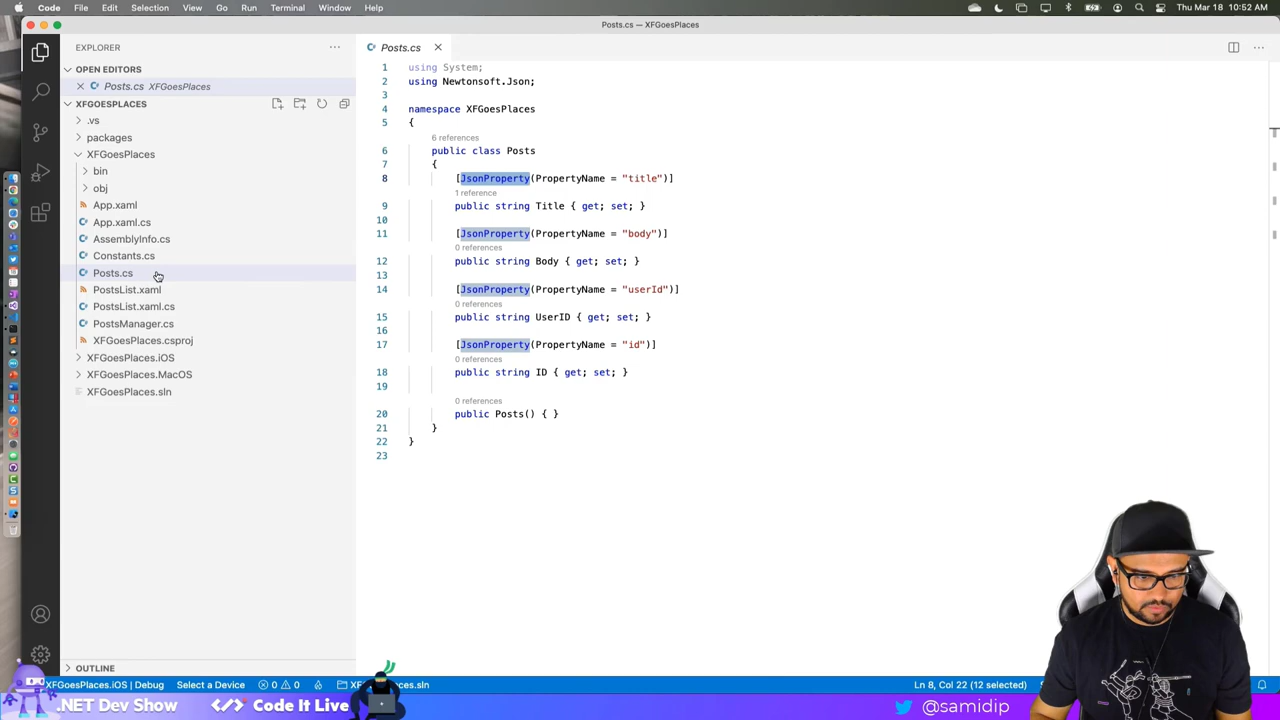 Code File Edit Selection View Go Run Terminal Window Help Thu Mar 18 10:52 AM
Posts.cs — XFGoesPlaces
EXPLORER
OPEN EDITORS
Posts.cs XFGoesPlaces
XFGOESPLACES
.vs
packages
XFGoesPlaces
bin
obj
App.xaml
App.xaml.cs
AssemblyInfo.cs
Constants.cs
Posts.cs
PostsList.xaml
PostsList.xaml.cs
PostsManager.cs
XFGoesPlaces.csproj
XFGoesPlaces.iOS
XFGoesPlaces.MacOS
XFGoesPlaces.sln
OUTLINE
Posts.cs
1 using System;
2 using Newtonsoft.Json;
3
4 namespace XFGoesPlaces
5 {
6 references
6 public class Posts
7 {
8 [JsonProperty(PropertyName = "title")]
1 reference
9 public string Title { get; set; }
10
11 [JsonProperty(PropertyName = "body")]
0 references
12 public string Body { get; set; }
13
14 [JsonProperty(PropertyName = "userId")]
0 references
15 public string UserID { get; set; }
16
17 [JsonProperty(PropertyName = "id")]
0 references
18 public string ID { get; set; }
19
0 references
20 public Posts() { }
21 }
22 }
23
XFGoesPlaces.iOS | Debug Select a Device 0 0 XFGoesPlaces.sln Ln 8, Col 22 (12 selected)
.NET Dev Show </> Code It Live @samidip